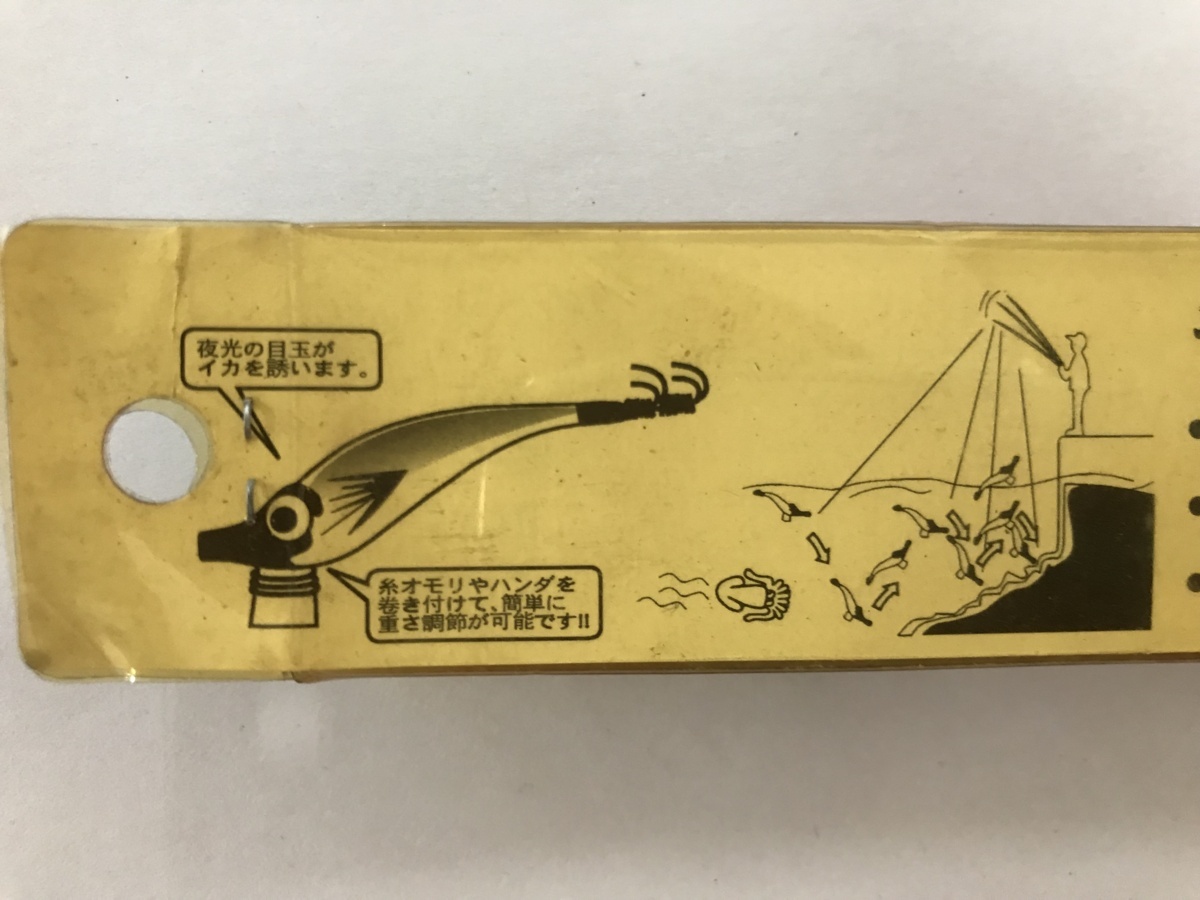 夜光の目玉が
イカを誘います。
糸オモリやハンダを
巻き付けて、簡単に
重さ調節が可能です!!